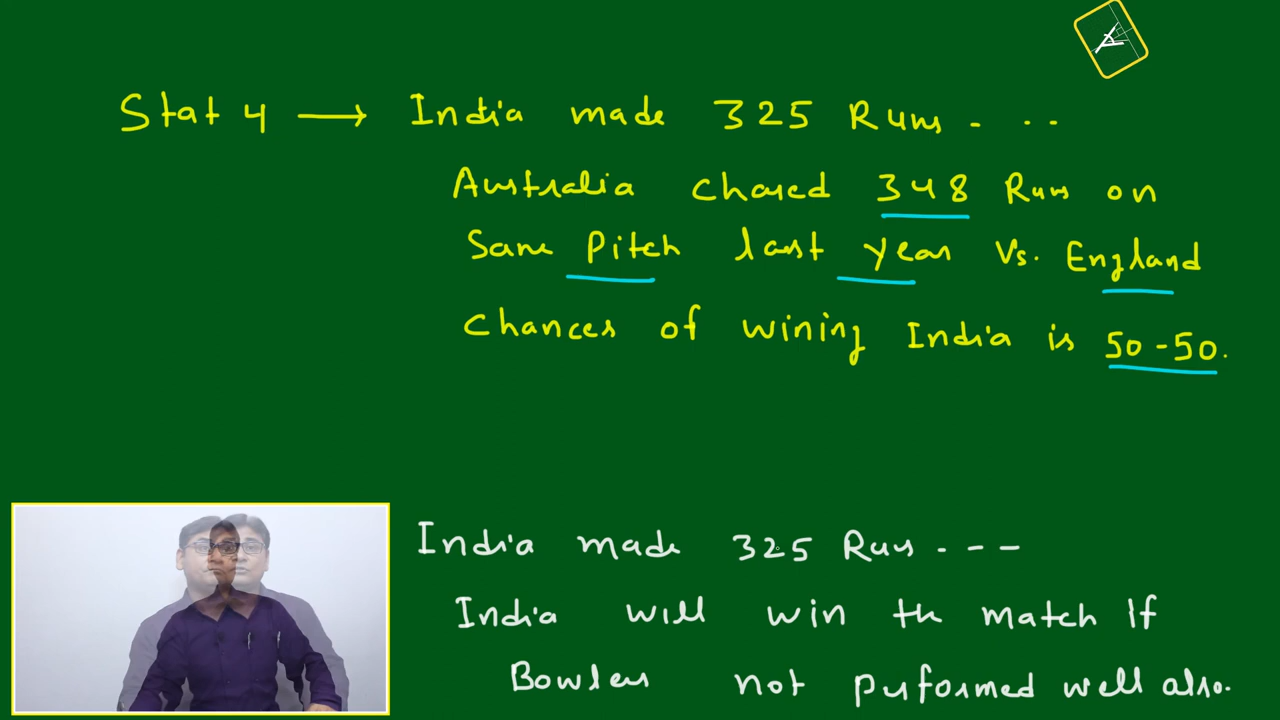 Stat 4 → India made 325 Runs - . .
Australia chased 348 Runs on
Same Pitch last year Vs. England
Chances of wining India is 50-50.
India made 325 Runs - - -
India will win the match If
Bowlers not performed well also.